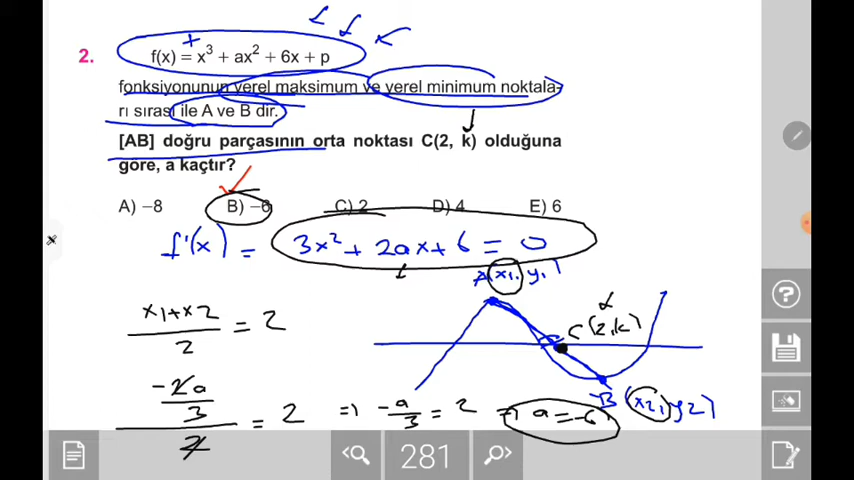 2.
f(x) = x³ + ax² + 6x + p
fonksiyonunun yerel maksimum ve yerel minimum noktala-
rı sırası ile A ve B dir.
[AB] doğru parçasının orta noktası C(2, k) olduğuna
göre, a kaçtır?
A) −8 B) −6 C) 2 D) 4 E) 6
f'(x) = 3x² + 2ax + 6 = 0
A(x₁, y₁)
x₁+x₂ / 2 = 2
C(2, k)
B(x₂, y₂)
−2a/3 / 2 = 2 ⇒ −a/3 = 2 ⇒ a = −6
281